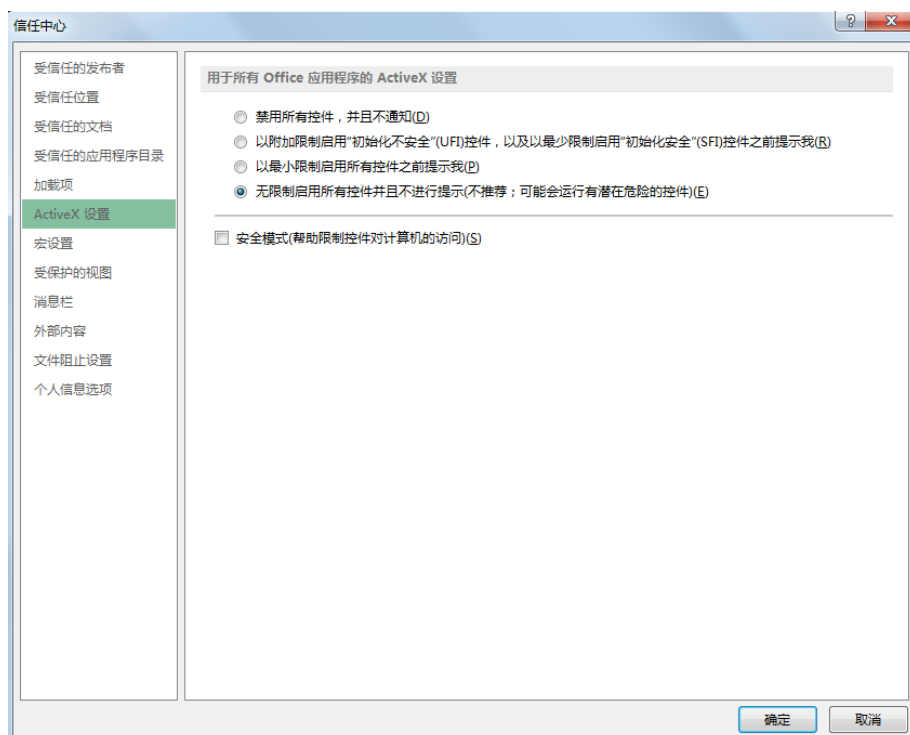 信任中心
受信任的发布者
受信任位置
受信任的文档
受信任的应用程序目录
加载项
ActiveX 设置
宏设置
受保护的视图
消息栏
外部内容
文件阻止设置
个人信息选项
用于所有 Office 应用程序的 ActiveX 设置
禁用所有控件，并且不通知(D)
以附加限制启用"初始化不安全"(UFI)控件，以及以最少限制启用"初始化安全"(SFI)控件之前提示我(R)
以最小限制启用所有控件之前提示我(P)
无限制启用所有控件并且不进行提示(不推荐；可能会运行有潜在危险的控件)(E)
安全模式(帮助限制控件对计算机的访问)(S)
确定
取消